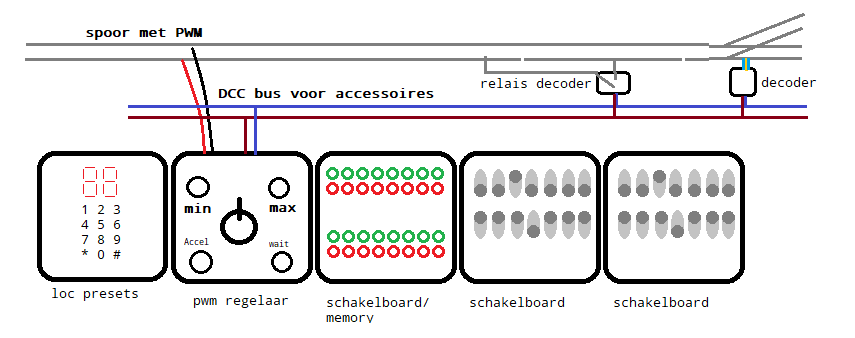 spoor met PWM
relais decoder
decoder
DCC bus voor accessoires
88
1 2 3
4 5 6
7 8 9
* 0 #
min
max
Accel
wait
loc presets
pwm regelaar
schakelboard/
memory
schakelboard
schakelboard